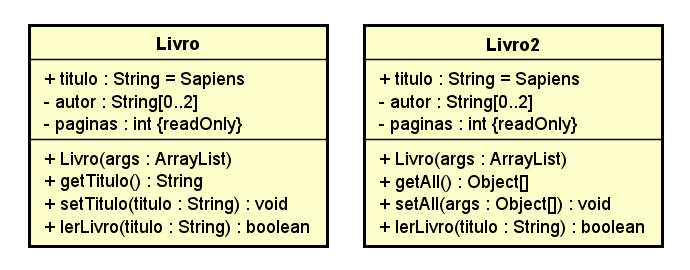 Livro
+ titulo : String = Sapiens
- autor : String[0..2]
- paginas : int {readOnly}
+ Livro(args : ArrayList)
+ getTitulo() : String
+ setTitulo(titulo : String) : void
+ lerLivro(titulo : String) : boolean
Livro2
+ titulo : String = Sapiens
- autor : String[0..2]
- paginas : int {readOnly}
+ Livro(args : ArrayList)
+ getAll() : Object[]
+ setAll(args : Object[]) : void
+ lerLivro(titulo : String) : boolean